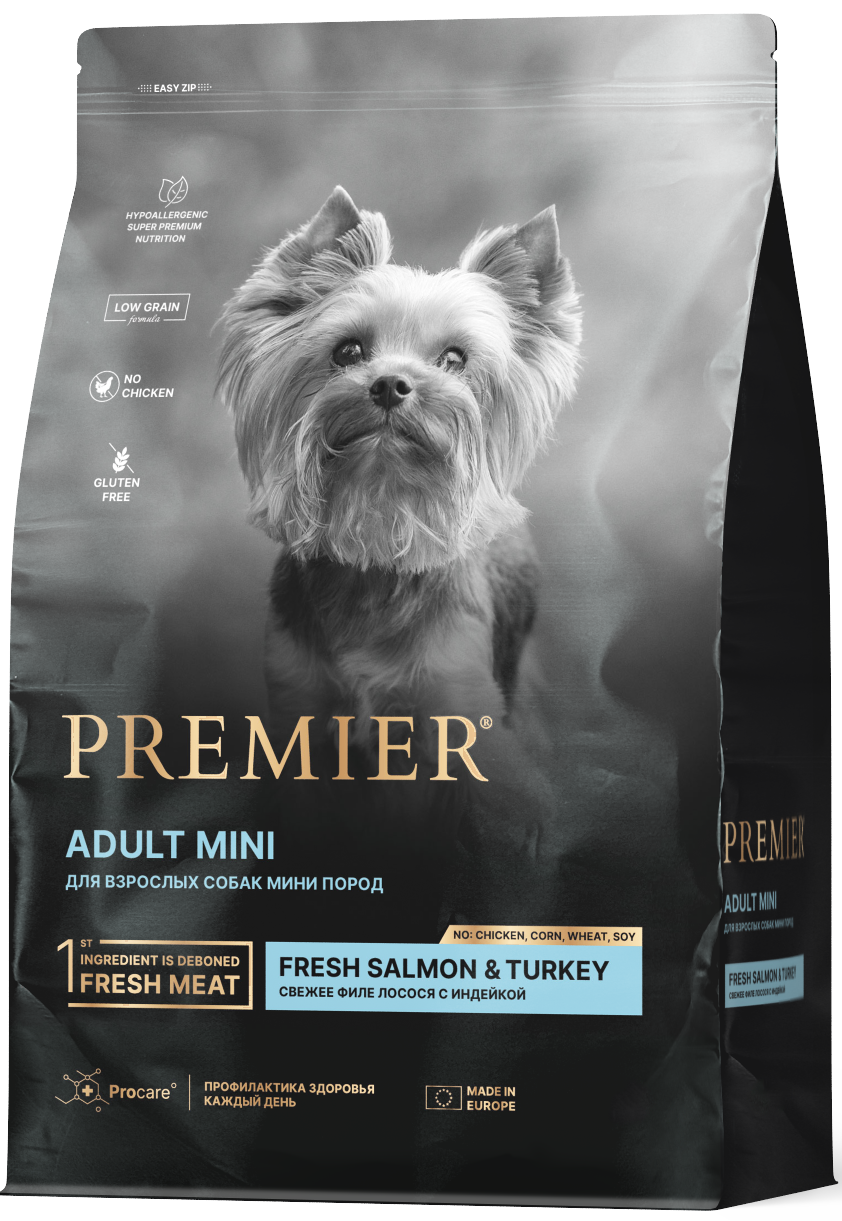 EASY ZIP
HYPOALLERGENIC
SUPER PREMIUM
NUTRITION
LOW GRAIN
formula
NO
CHICKEN
GLUTEN
FREE
PREMIER®
ADULT MINI
ДЛЯ ВЗРОСЛЫХ СОБАК МИНИ ПОРОД
NO: CHICKEN, CORN, WHEAT, SOY
1ST
INGREDIENT IS DEBONED
FRESH MEAT
FRESH SALMON & TURKEY
СВЕЖЕЕ ФИЛЕ ЛОСОСЯ С ИНДЕЙКОЙ
Procare°
ПРОФИЛАКТИКА ЗДОРОВЬЯ
КАЖДЫЙ ДЕНЬ
MADE IN
EUROPE
PREMIER
ADULT MINI
ДЛЯ ВЗРОСЛЫХ СОБАК МИНИ ПОРОД
FRESH SALMON & TURKEY
СВЕЖЕЕ ФИЛЕ ЛОСОСЯ С ИНДЕЙКОЙ